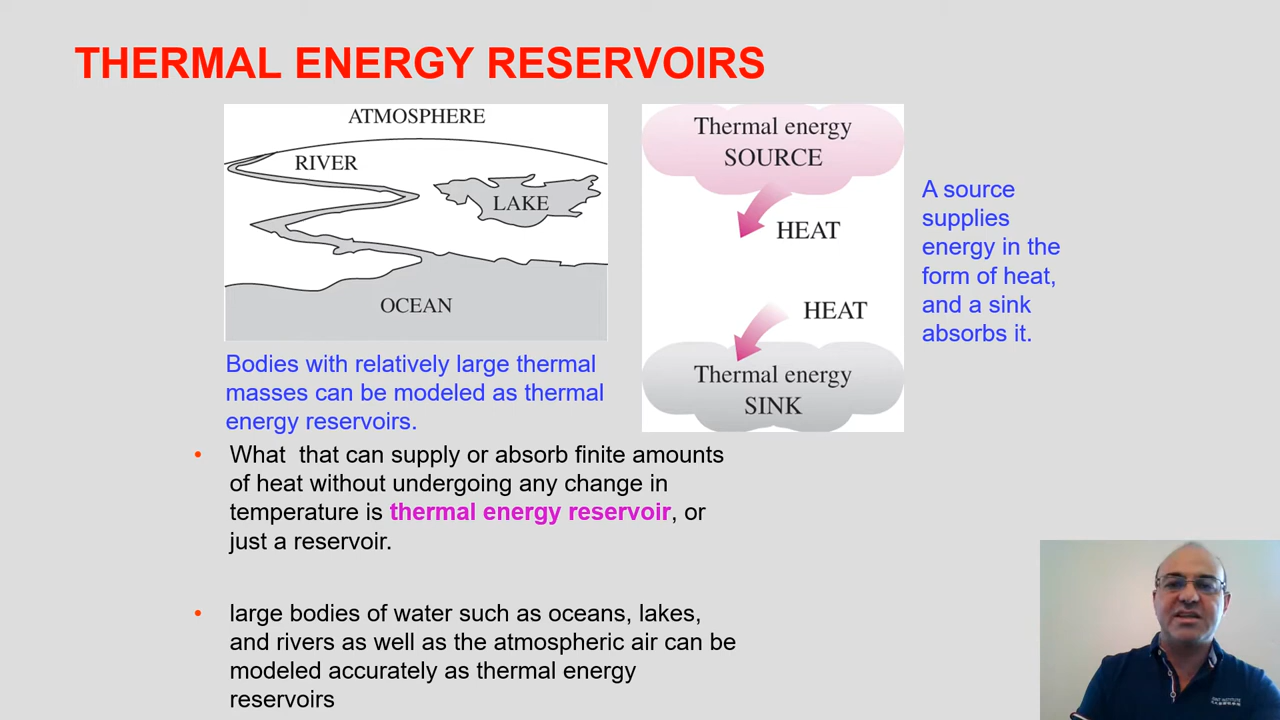 THERMAL ENERGY RESERVOIRS
ATMOSPHERE
RIVER
LAKE
OCEAN
Thermal energy
SOURCE
HEAT
HEAT
Thermal energy
SINK
A source
supplies
energy in the
form of heat,
and a sink
absorbs it.
Bodies with relatively large thermal
masses can be modeled as thermal
energy reservoirs.
• What  that can supply or absorb finite amounts
of heat without undergoing any change in
temperature is thermal energy reservoir, or
just a reservoir.
• large bodies of water such as oceans, lakes,
and rivers as well as the atmospheric air can be
modeled accurately as thermal energy
reservoirs